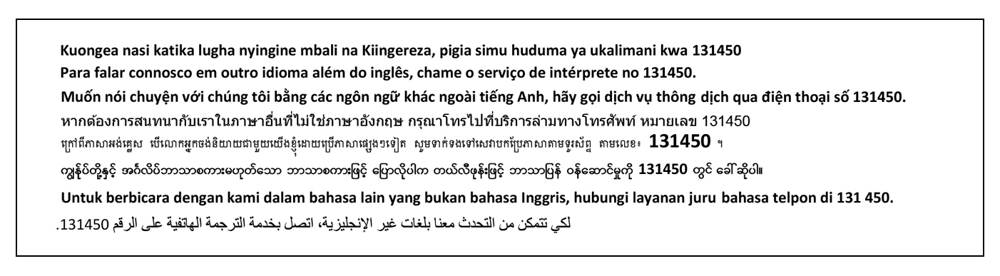 Kuongea nasi katika lugha nyingine mbali na Kiingereza, pigia simu huduma ya ukalimani kwa 131450
Para falar connosco em outro idioma além do inglês, chame o serviço de intérprete no 131450.
Muốn nói chuyện với chúng tôi bằng các ngôn ngữ khác ngoài tiếng Anh, hãy gọi dịch vụ thông dịch qua điện thoại số 131450.
หากต้องการสนทนากับเราในภาษาอื่นที่ไม่ใช่ภาษาอังกฤษ กรุณาโทรไปที่บริการล่ามทางโทรศัพท์ หมายเลข 131450
ក្រៅពីភាសាអង់គ្លេស បើលោកអ្នកចង់និយាយជាមួយយើងខ្ញុំដោយប្រើភាសាផ្សេងៗទៀត សូមទាក់ទងទៅសេវាបកប្រែភាសាតាមទូរស័ព្ទ តាមលេខ៖ 131450 ។
ကျွန်ုပ်တို့နှင့် အင်္ဂလိပ်ဘာသာစကားမဟုတ်သော ဘာသာစကားဖြင့် ပြောလိုပါက တယ်လီဖုန်းဖြင့် ဘာသာပြန် ဝန်ဆောင်မှုကို 131450 တွင် ခေါ်ဆိုပါ။
Untuk berbicara dengan kami dalam bahasa lain yang bukan bahasa Inggris, hubungi layanan juru bahasa telpon di 131 450.
لكي تتمكن من التحدث معنا بلغات غير الإنجليزية، اتصل بخدمة الترجمة الهاتفية على الرقم 131450.